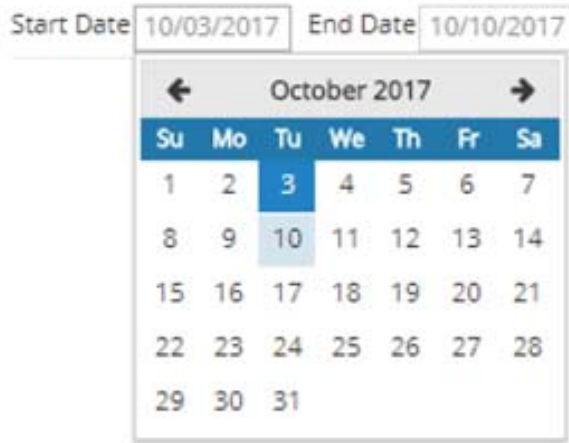 Start Date 10/03/2017 End Date 10/10/2017
October 2017
Su Mo Tu We Th Fr Sa
1 2 3 4 5 6 7
8 9 10 11 12 13 14
15 16 17 18 19 20 21
22 23 24 25 26 27 28
29 30 31